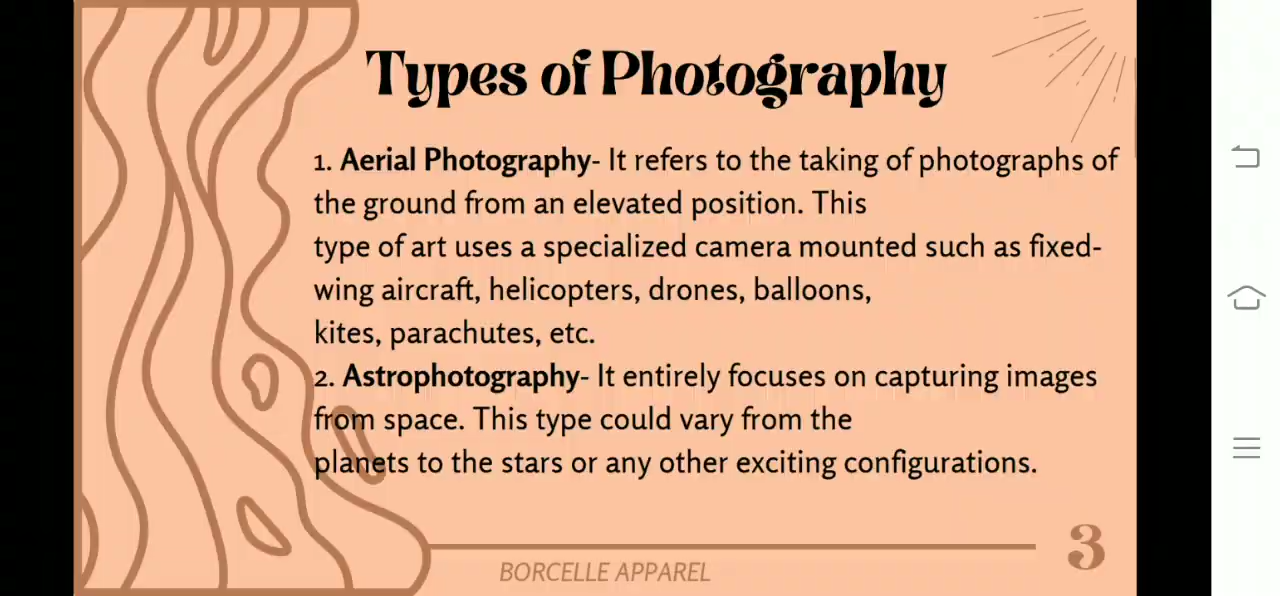 Types of Photography
1. Aerial Photography- It refers to the taking of photographs of
the ground from an elevated position. This
type of art uses a specialized camera mounted such as fixed-
wing aircraft, helicopters, drones, balloons,
kites, parachutes, etc.
2. Astrophotography- It entirely focuses on capturing images
from space. This type could vary from the
planets to the stars or any other exciting configurations.
3
BORCELLE APPAREL